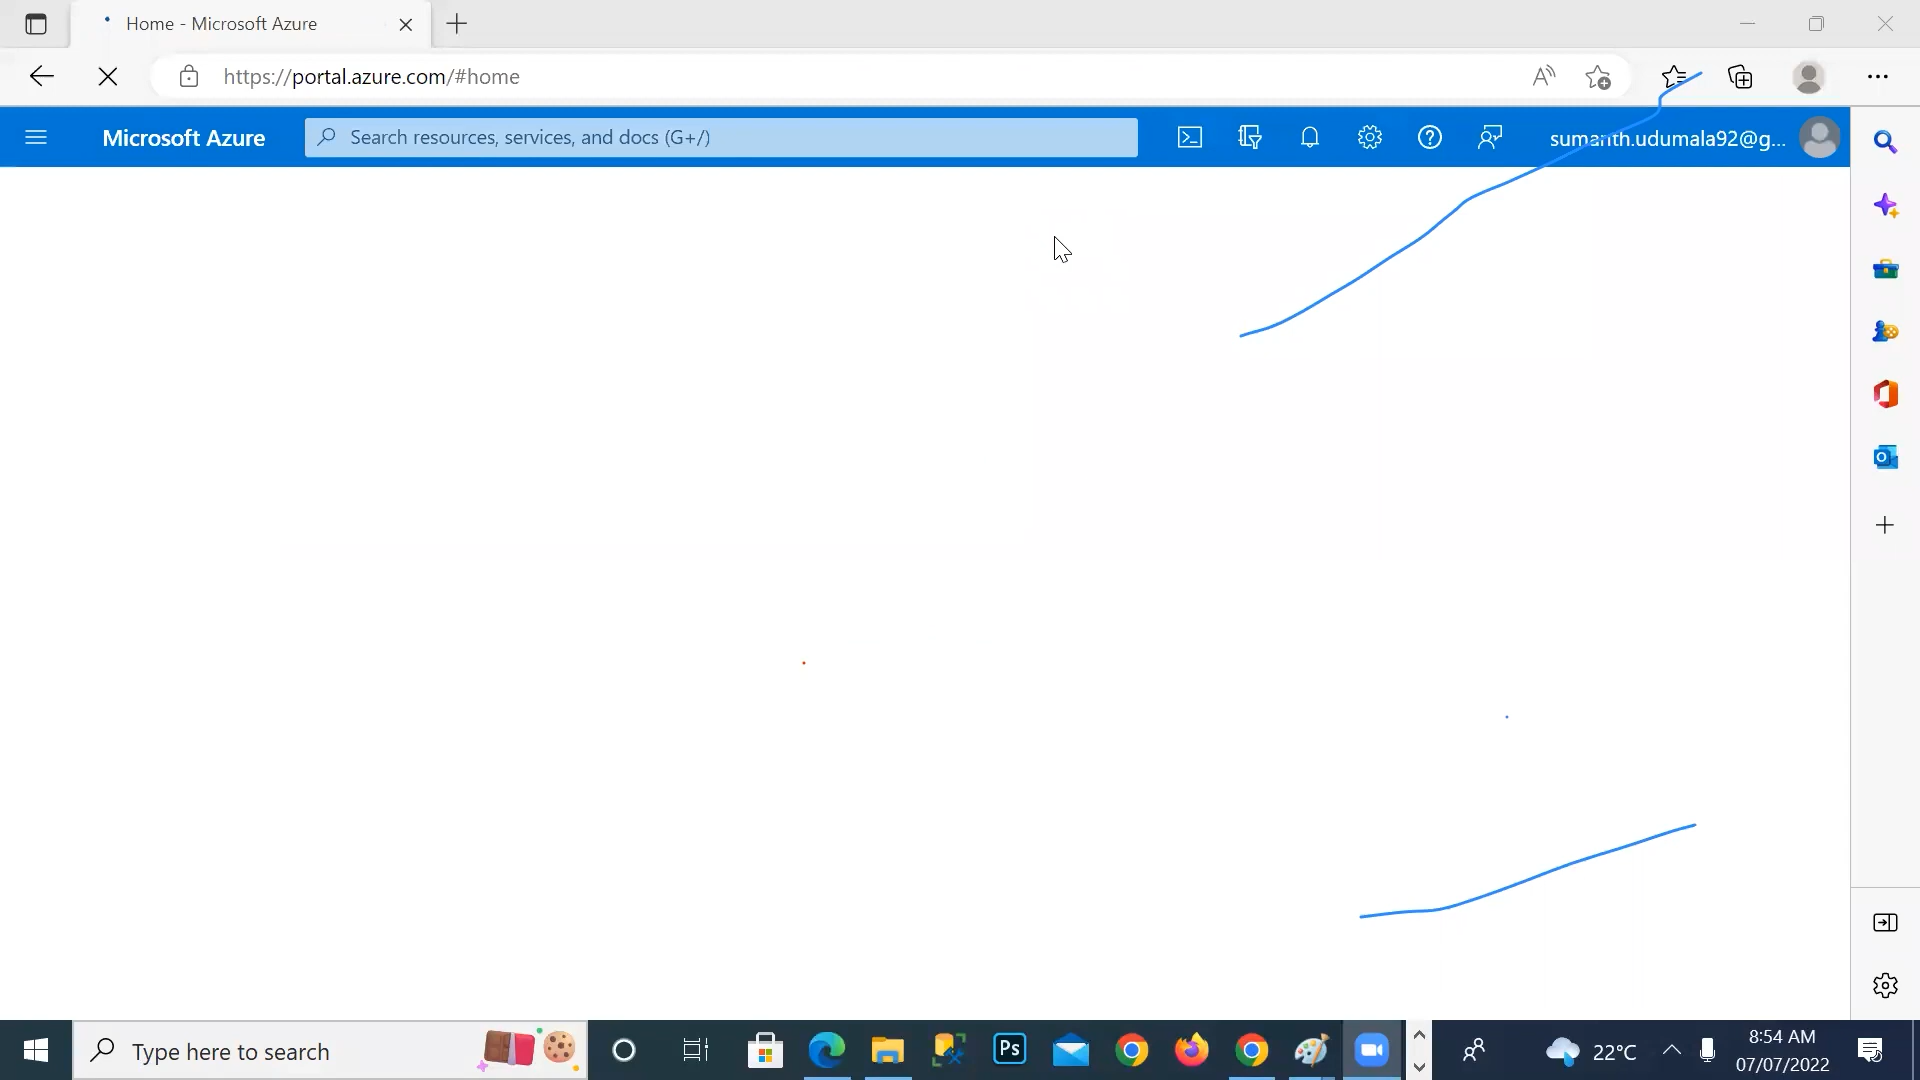 Home - Microsoft Azure
https://portal.azure.com/#home
Microsoft Azure
Search resources, services, and docs (G+/)
sumanth.udumala92@g...
Type here to search
Ps
22°C
8:54 AM
07/07/2022